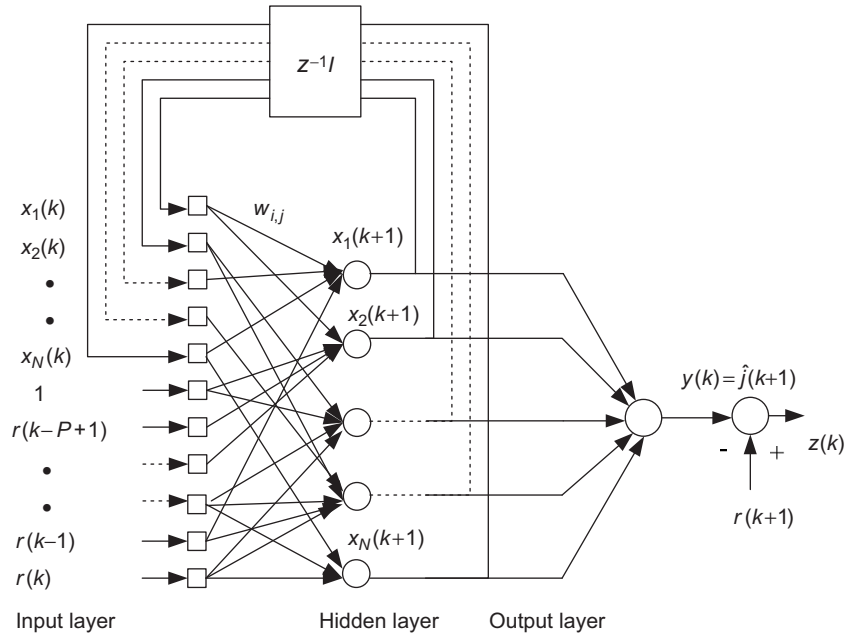 z⁻¹I
x₁(k)
w_{i,j}
x₂(k)
x₁(k+1)
•
•
x₂(k+1)
x_N(k)
1
y(k)=ĵ(k+1)
r(k−P+1)
z(k)
- +
•
•
r(k+1)
r(k−1)
x_N(k+1)
r(k)
Input layer Hidden layer Output layer